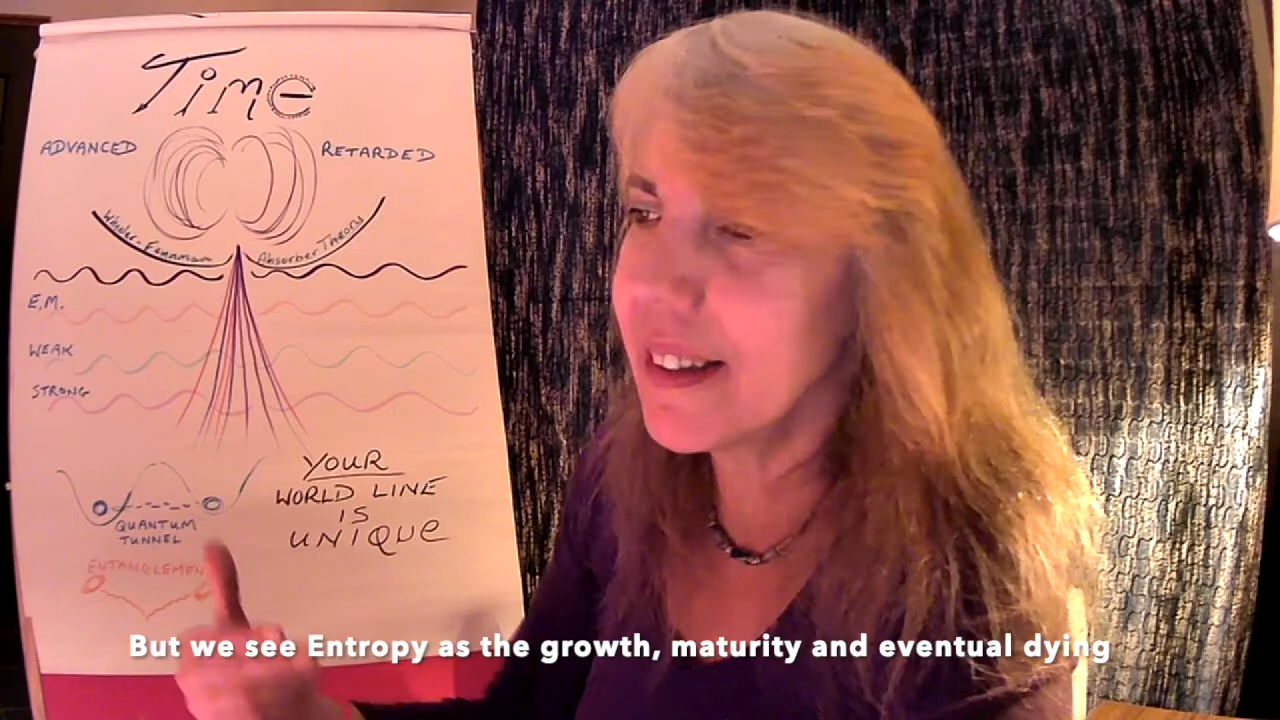 Time
ADVANCED
RETARDED
Wheeler-Feynman
Absorber Theory
E.M.
WEAK
STRONG
YOUR
WORLD LINE
IS
UNIQUE
QUANTUM
TUNNEL
ENTANGLEMEN
But we see Entropy as the growth, maturity and eventual dying